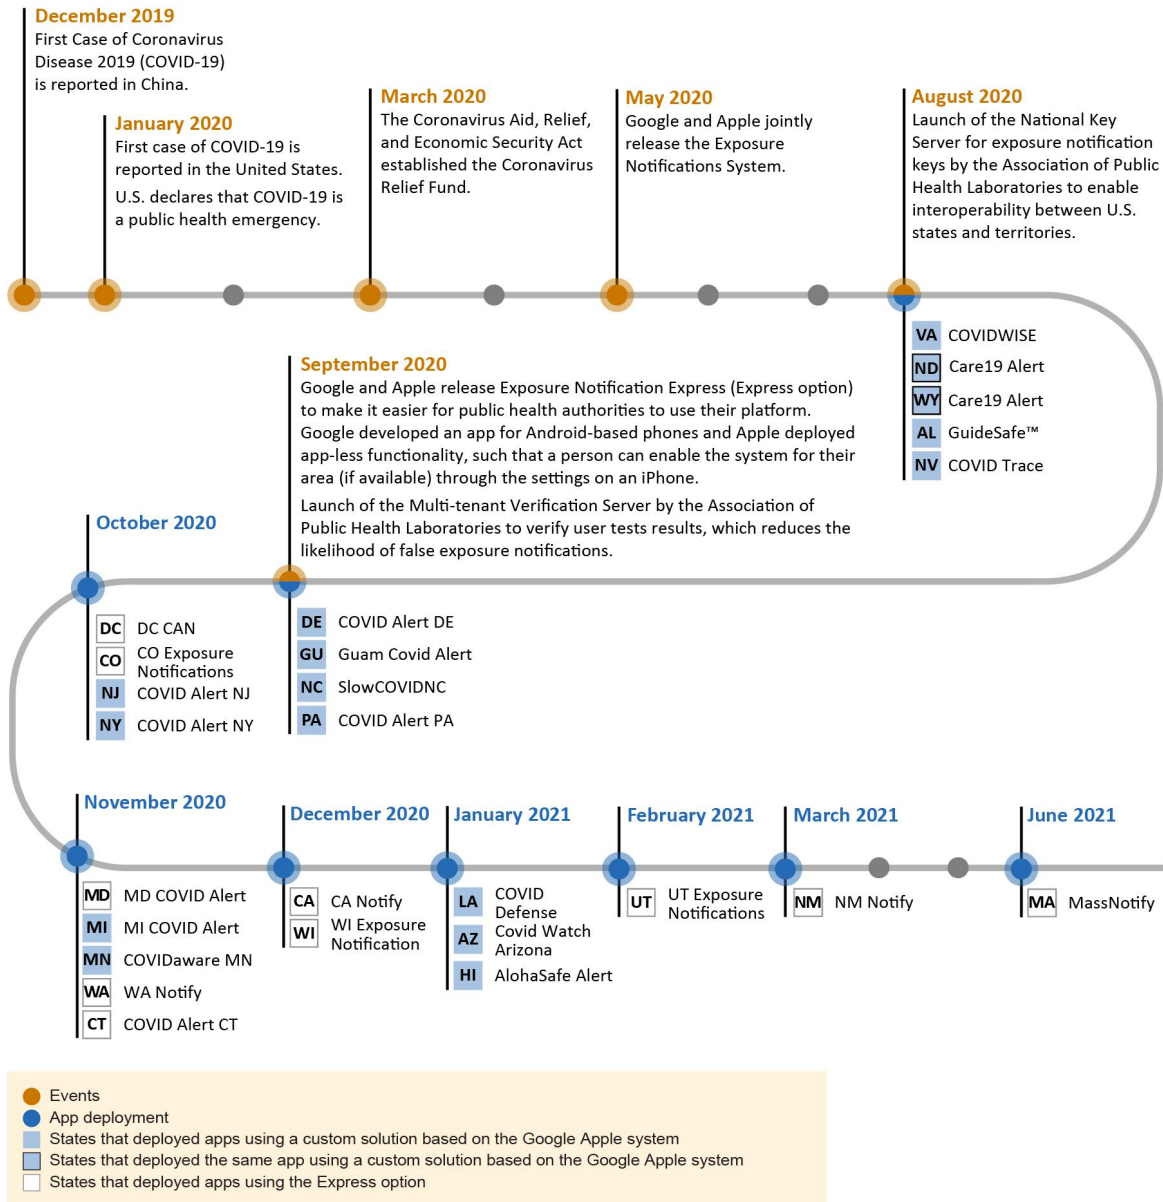 December 2019
First Case of Coronavirus
Disease 2019 (COVID-19)
is reported in China.
January 2020
First case of COVID-19 is
reported in the United States.
U.S. declares that COVID-19 is
a public health emergency.
March 2020
The Coronavirus Aid, Relief,
and Economic Security Act
established the Coronavirus
Relief Fund.
May 2020
Google and Apple jointly
release the Exposure
Notifications System.
August 2020
Launch of the National Key
Server for exposure notification
keys by the Association of Public
Health Laboratories to enable
interoperability between U.S.
states and territories.
VA COVIDWISE
ND Care19 Alert
WY Care19 Alert
AL GuideSafe™
NV COVID Trace
September 2020
Google and Apple release Exposure Notification Express (Express option)
to make it easier for public health authorities to use their platform.
Google developed an app for Android-based phones and Apple deployed
app-less functionality, such that a person can enable the system for their
area (if available) through the settings on an iPhone.
Launch of the Multi-tenant Verification Server by the Association of
Public Health Laboratories to verify user tests results, which reduces the
likelihood of false exposure notifications.
DE COVID Alert DE
GU Guam Covid Alert
NC SlowCOVIDNC
PA COVID Alert PA
October 2020
DC DC CAN
CO CO Exposure
Notifications
NJ COVID Alert NJ
NY COVID Alert NY
November 2020
MD MD COVID Alert
MI MI COVID Alert
MN COVIDaware MN
WA WA Notify
CT COVID Alert CT
December 2020
CA CA Notify
WI WI Exposure
Notification
January 2021
LA COVID
Defense
AZ Covid Watch
Arizona
HI AlohaSafe Alert
February 2021
UT UT Exposure
Notifications
March 2021
NM NM Notify
June 2021
MA MassNotify
Events
App deployment
States that deployed apps using a custom solution based on the Google Apple system
States that deployed the same app using a custom solution based on the Google Apple system
States that deployed apps using the Express option